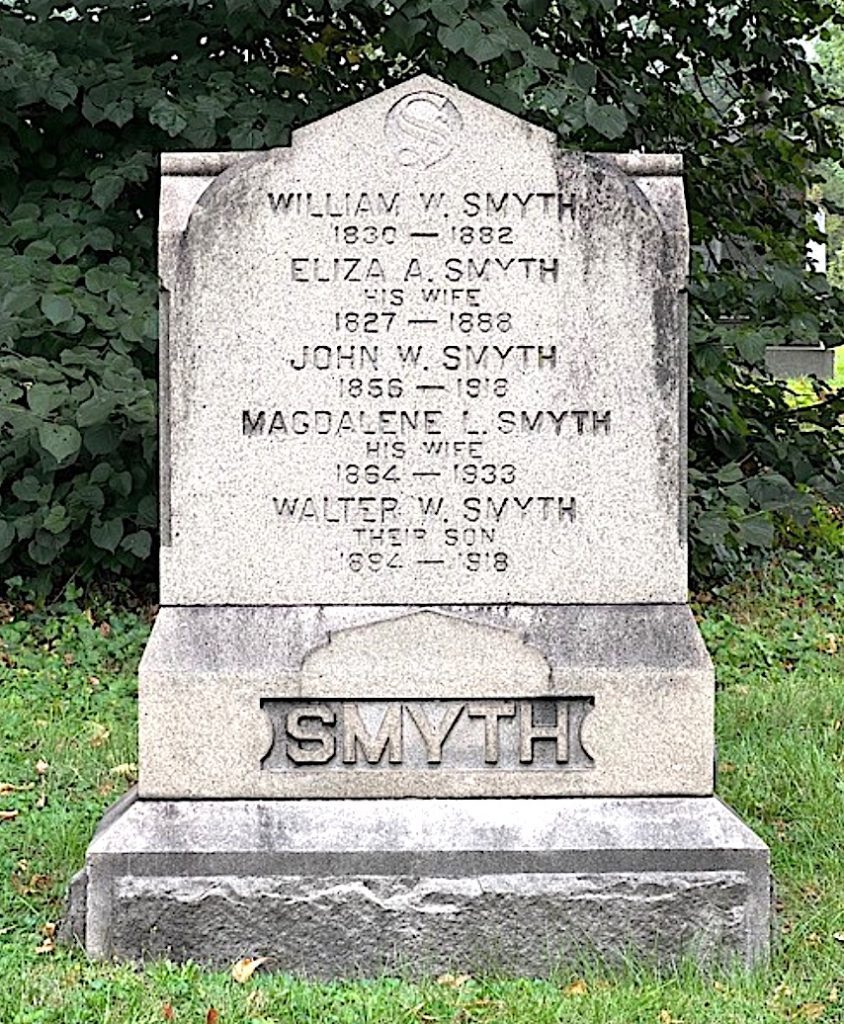 S
WILLIAM W. SMYTH
1830 — 1882
ELIZA A. SMYTH
HIS WIFE
1827 — 1888
JOHN W. SMYTH
1856 — 1918
MAGDALENE L. SMYTH
HIS WIFE
1864 — 1933
WALTER W. SMYTH
THEIR SON
1894 — 1918
SMYTH